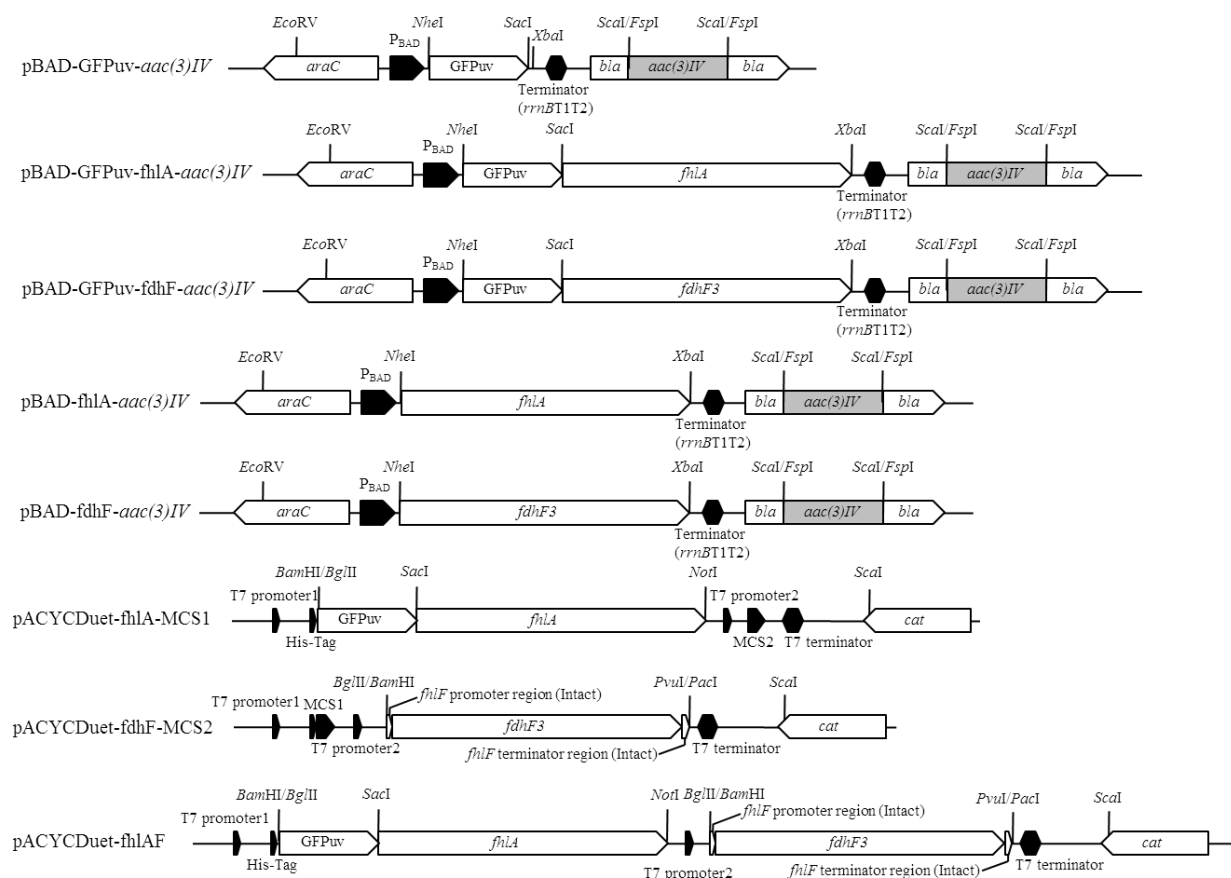 EcoRV NheI SacI ScaI/FspI ScaI/FspI
PBAD XbaI
pBAD-GFPuv-aac(3)IV araC GFPuv bla aac(3)IV bla
Terminator
(rrnBT1T2)
EcoRV NheI SacI XbaI ScaI/FspI ScaI/FspI
PBAD
pBAD-GFPuv-fhlA-aac(3)IV araC GFPuv fhlA bla aac(3)IV bla
Terminator
(rrnBT1T2)
EcoRV NheI SacI XbaI ScaI/FspI ScaI/FspI
PBAD
pBAD-GFPuv-fdhF-aac(3)IV araC GFPuv fdhF3 bla aac(3)IV bla
Terminator
(rrnBT1T2)
EcoRV NheI XbaI ScaI/FspI ScaI/FspI
PBAD
pBAD-fhlA-aac(3)IV araC fhlA bla aac(3)IV bla
Terminator
(rrnBT1T2)
EcoRV NheI XbaI ScaI/FspI ScaI/FspI
PBAD
pBAD-fdhF-aac(3)IV araC fdhF3 bla aac(3)IV bla
Terminator
(rrnBT1T2)
BamHI/BglII SacI NotI ScaI
T7 promoter1 T7 promoter2
pACYCDuet-fhlA-MCS1 GFPuv fhlA cat
His-Tag MCS2 T7 terminator
BglII/BamHI PvuI/PacI ScaI
T7 promoter1 MCS1 fhlF promoter region (Intact)
pACYCDuet-fdhF-MCS2 fdhF3 cat
T7 promoter2 fhlF terminator region (Intact) T7 terminator
BamHI/BglII SacI NotI BglII/BamHI PvuI/PacI ScaI
T7 promoter1 fhlF promoter region (Intact)
pACYCDuet-fhlAF GFPuv fhlA fdhF3 cat
His-Tag T7 promoter2 fhlF terminator region (Intact) T7 terminator